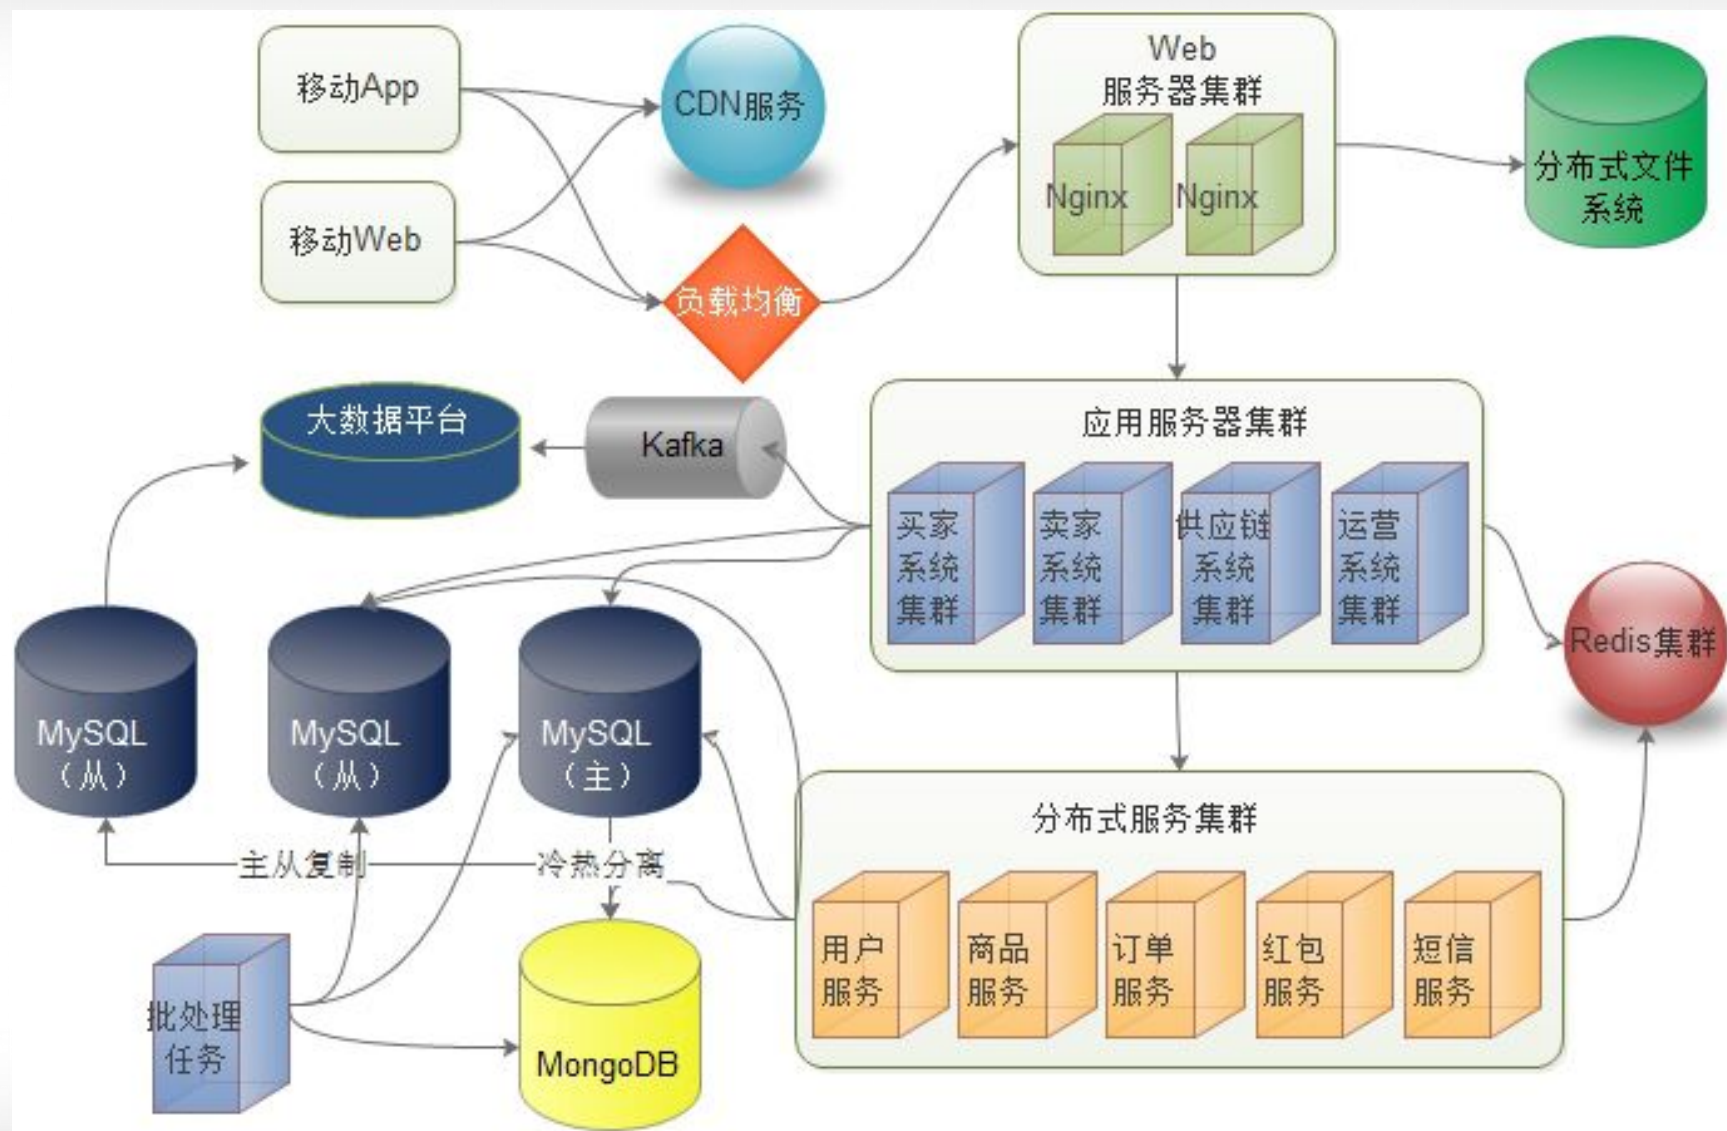 移动App
CDN服务
Web
服务器集群
Nginx
Nginx
分布式文件
系统
移动Web
负载均衡
大数据平台
Kafka
应用服务器集群
买家
系统
集群
卖家
系统
集群
供应链
系统
集群
运营
系统
集群
Redis集群
MySQL
（从）
MySQL
（从）
MySQL
（主）
主从复制
冷热分离
分布式服务集群
用户
服务
商品
服务
订单
服务
红包
服务
短信
服务
批处理
任务
MongoDB